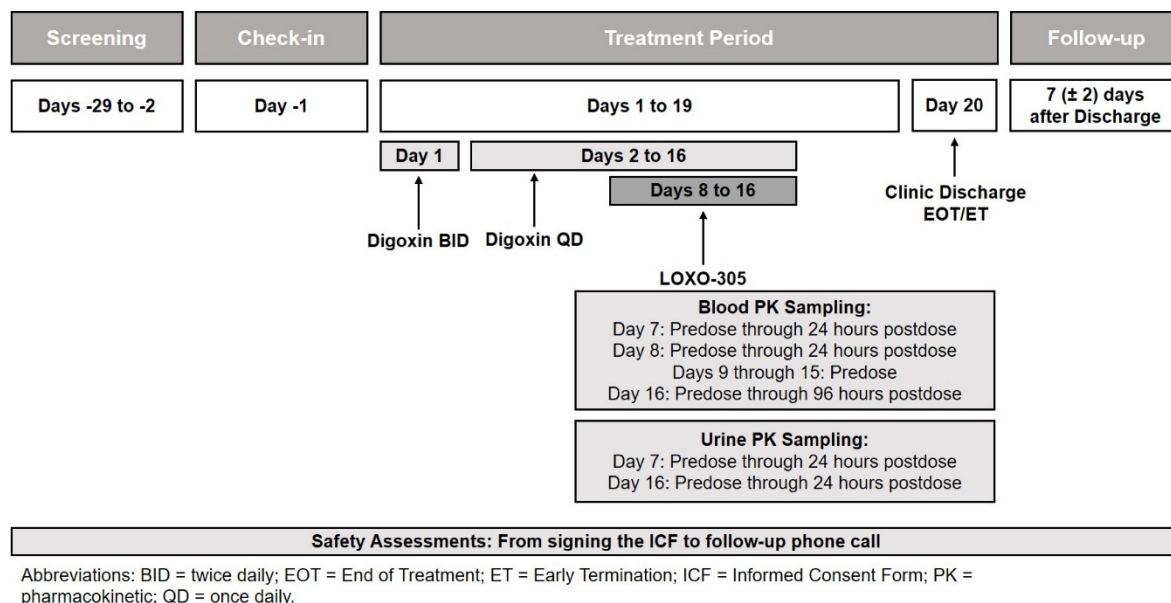 Screening
Check-in
Treatment Period
Follow-up
Days -29 to -2
Day -1
Days 1 to 19
Day 20
7 (± 2) days
after Discharge
Day 1
Days 2 to 16
Days 8 to 16
Digoxin BID
Digoxin QD
LOXO-305
Clinic Discharge
EOT/ET
Blood PK Sampling:
Day 7: Predose through 24 hours postdose
Day 8: Predose through 24 hours postdose
Days 9 through 15: Predose
Day 16: Predose through 96 hours postdose
Urine PK Sampling:
Day 7: Predose through 24 hours postdose
Day 16: Predose through 24 hours postdose
Safety Assessments: From signing the ICF to follow-up phone call
Abbreviations: BID = twice daily; EOT = End of Treatment; ET = Early Termination; ICF = Informed Consent Form; PK =
pharmacokinetic; QD = once daily.